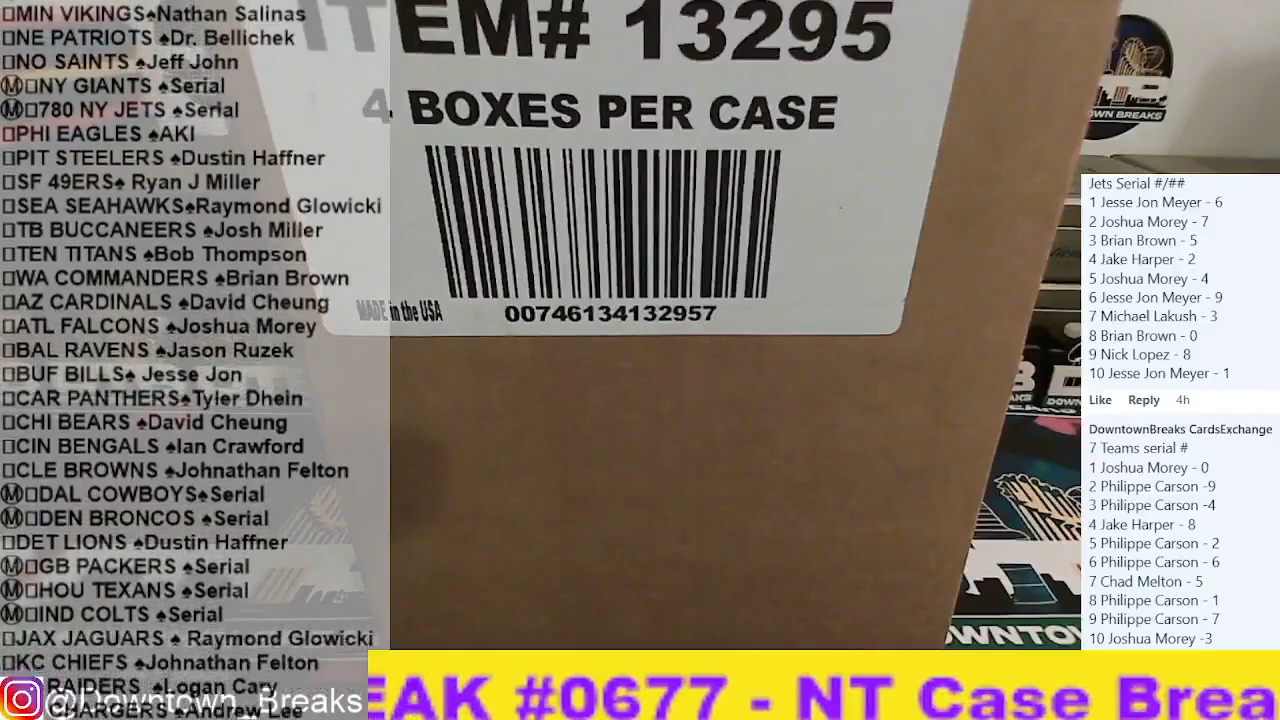 □MIN VIKINGS♠Nathan Salinas
□NE PATRIOTS ♠Dr. Bellichek
□NO SAINTS ♠Jeff John
Ⓜ□NY GIANTS ♠Serial
Ⓜ□780 NY JETS ♠Serial
□PHI EAGLES ♠AKI
□PIT STEELERS ♠Dustin Haffner
□SF 49ERS♠ Ryan J Miller
□SEA SEAHAWKS♠Raymond Glowicki
□TB BUCCANEERS ♠Josh Miller
□TEN TITANS ♠Bob Thompson
□WA COMMANDERS ♠Brian Brown
□AZ CARDINALS ♠David Cheung
□ATL FALCONS ♠Joshua Morey
□BAL RAVENS ♠Jason Ruzek
□BUF BILLS♠ Jesse Jon
□CAR PANTHERS♠Tyler Dhein
□CHI BEARS ♠David Cheung
□CIN BENGALS ♠Ian Crawford
□CLE BROWNS ♠Johnathan Felton
Ⓜ□DAL COWBOYS♠Serial
Ⓜ□DEN BRONCOS ♠Serial
□DET LIONS ♠Dustin Haffner
Ⓜ□GB PACKERS ♠Serial
Ⓜ□HOU TEXANS ♠Serial
Ⓜ□IND COLTS ♠Serial
□JAX JAGUARS ♠ Raymond Glowicki
□KC CHIEFS ♠Johnathan Felton
RAIDERS ♠Logan Cary
CHARGERS ♠Andrew Lee
@Downtown_Breaks
ITEM# 13295
4 BOXES PER CASE
MADE in the USA
00746134132957
OWN BREAKS
Jets Serial #/##
1 Jesse Jon Meyer - 6
2 Joshua Morey - 7
3 Brian Brown - 5
4 Jake Harper - 2
5 Joshua Morey - 4
6 Jesse Jon Meyer - 9
7 Michael Lakush - 3
8 Brian Brown - 0
9 Nick Lopez - 8
10 Jesse Jon Meyer - 1
Like Reply 4h
DowntownBreaks CardsExchange
7 Teams serial #
1 Joshua Morey - 0
2 Philippe Carson -9
3 Philippe Carson -4
4 Jake Harper - 8
5 Philippe Carson - 2
6 Philippe Carson - 6
7 Chad Melton - 5
8 Philippe Carson - 1
9 Philippe Carson - 7
10 Joshua Morey -3
OWNTO
EAK #0677 - NT Case Brea